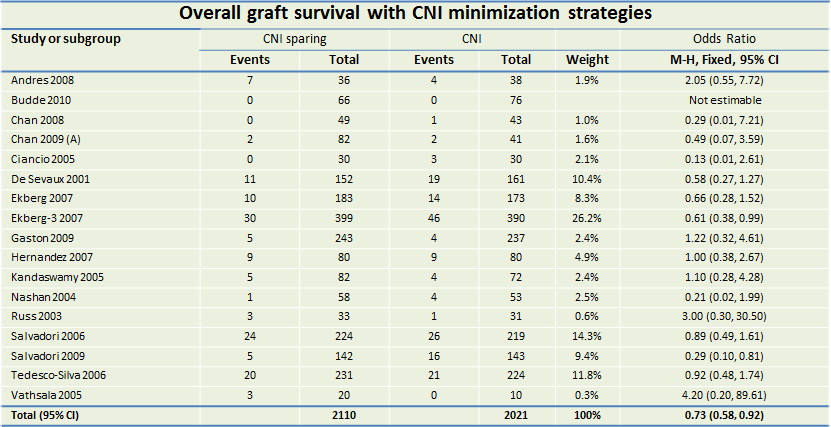 Overall graft survival with CNI minimization strategies
Study or subgroup CNI sparing CNI Odds Ratio
Events Total Events Total Weight M-H, Fixed, 95% CI
Andres 2008 7 36 4 38 1.9% 2.05 (0.55, 7.72)
Budde 2010 0 66 0 76 Not estimable
Chan 2008 0 49 1 43 1.0% 0.29 (0.01, 7.21)
Chan 2009 (A) 2 82 2 41 1.6% 0.49 (0.07, 3.59)
Ciancio 2005 0 30 3 30 2.1% 0.13 (0.01, 2.61)
De Sevaux 2001 11 152 19 161 10.4% 0.58 (0.27, 1.27)
Ekberg 2007 10 183 14 173 8.3% 0.66 (0.28, 1.52)
Ekberg-3 2007 30 399 46 390 26.2% 0.61 (0.38, 0.99)
Gaston 2009 5 243 4 237 2.4% 1.22 (0.32, 4.61)
Hernandez 2007 9 80 9 80 4.9% 1.00 (0.38, 2.67)
Kandaswamy 2005 5 82 4 72 2.4% 1.10 (0.28, 4.28)
Nashan 2004 1 58 4 53 2.5% 0.21 (0.02, 1.99)
Russ 2003 3 33 1 31 0.6% 3.00 (0.30, 30.50)
Salvadori 2006 24 224 26 219 14.3% 0.89 (0.49, 1.61)
Salvadori 2009 5 142 16 143 9.4% 0.29 (0.10, 0.81)
Tedesco-Silva 2006 20 231 21 224 11.8% 0.92 (0.48, 1.74)
Vathsala 2005 3 20 0 10 0.3% 4.20 (0.20, 89.61)
Total (95% CI) 2110 2021 100% 0.73 (0.58, 0.92)